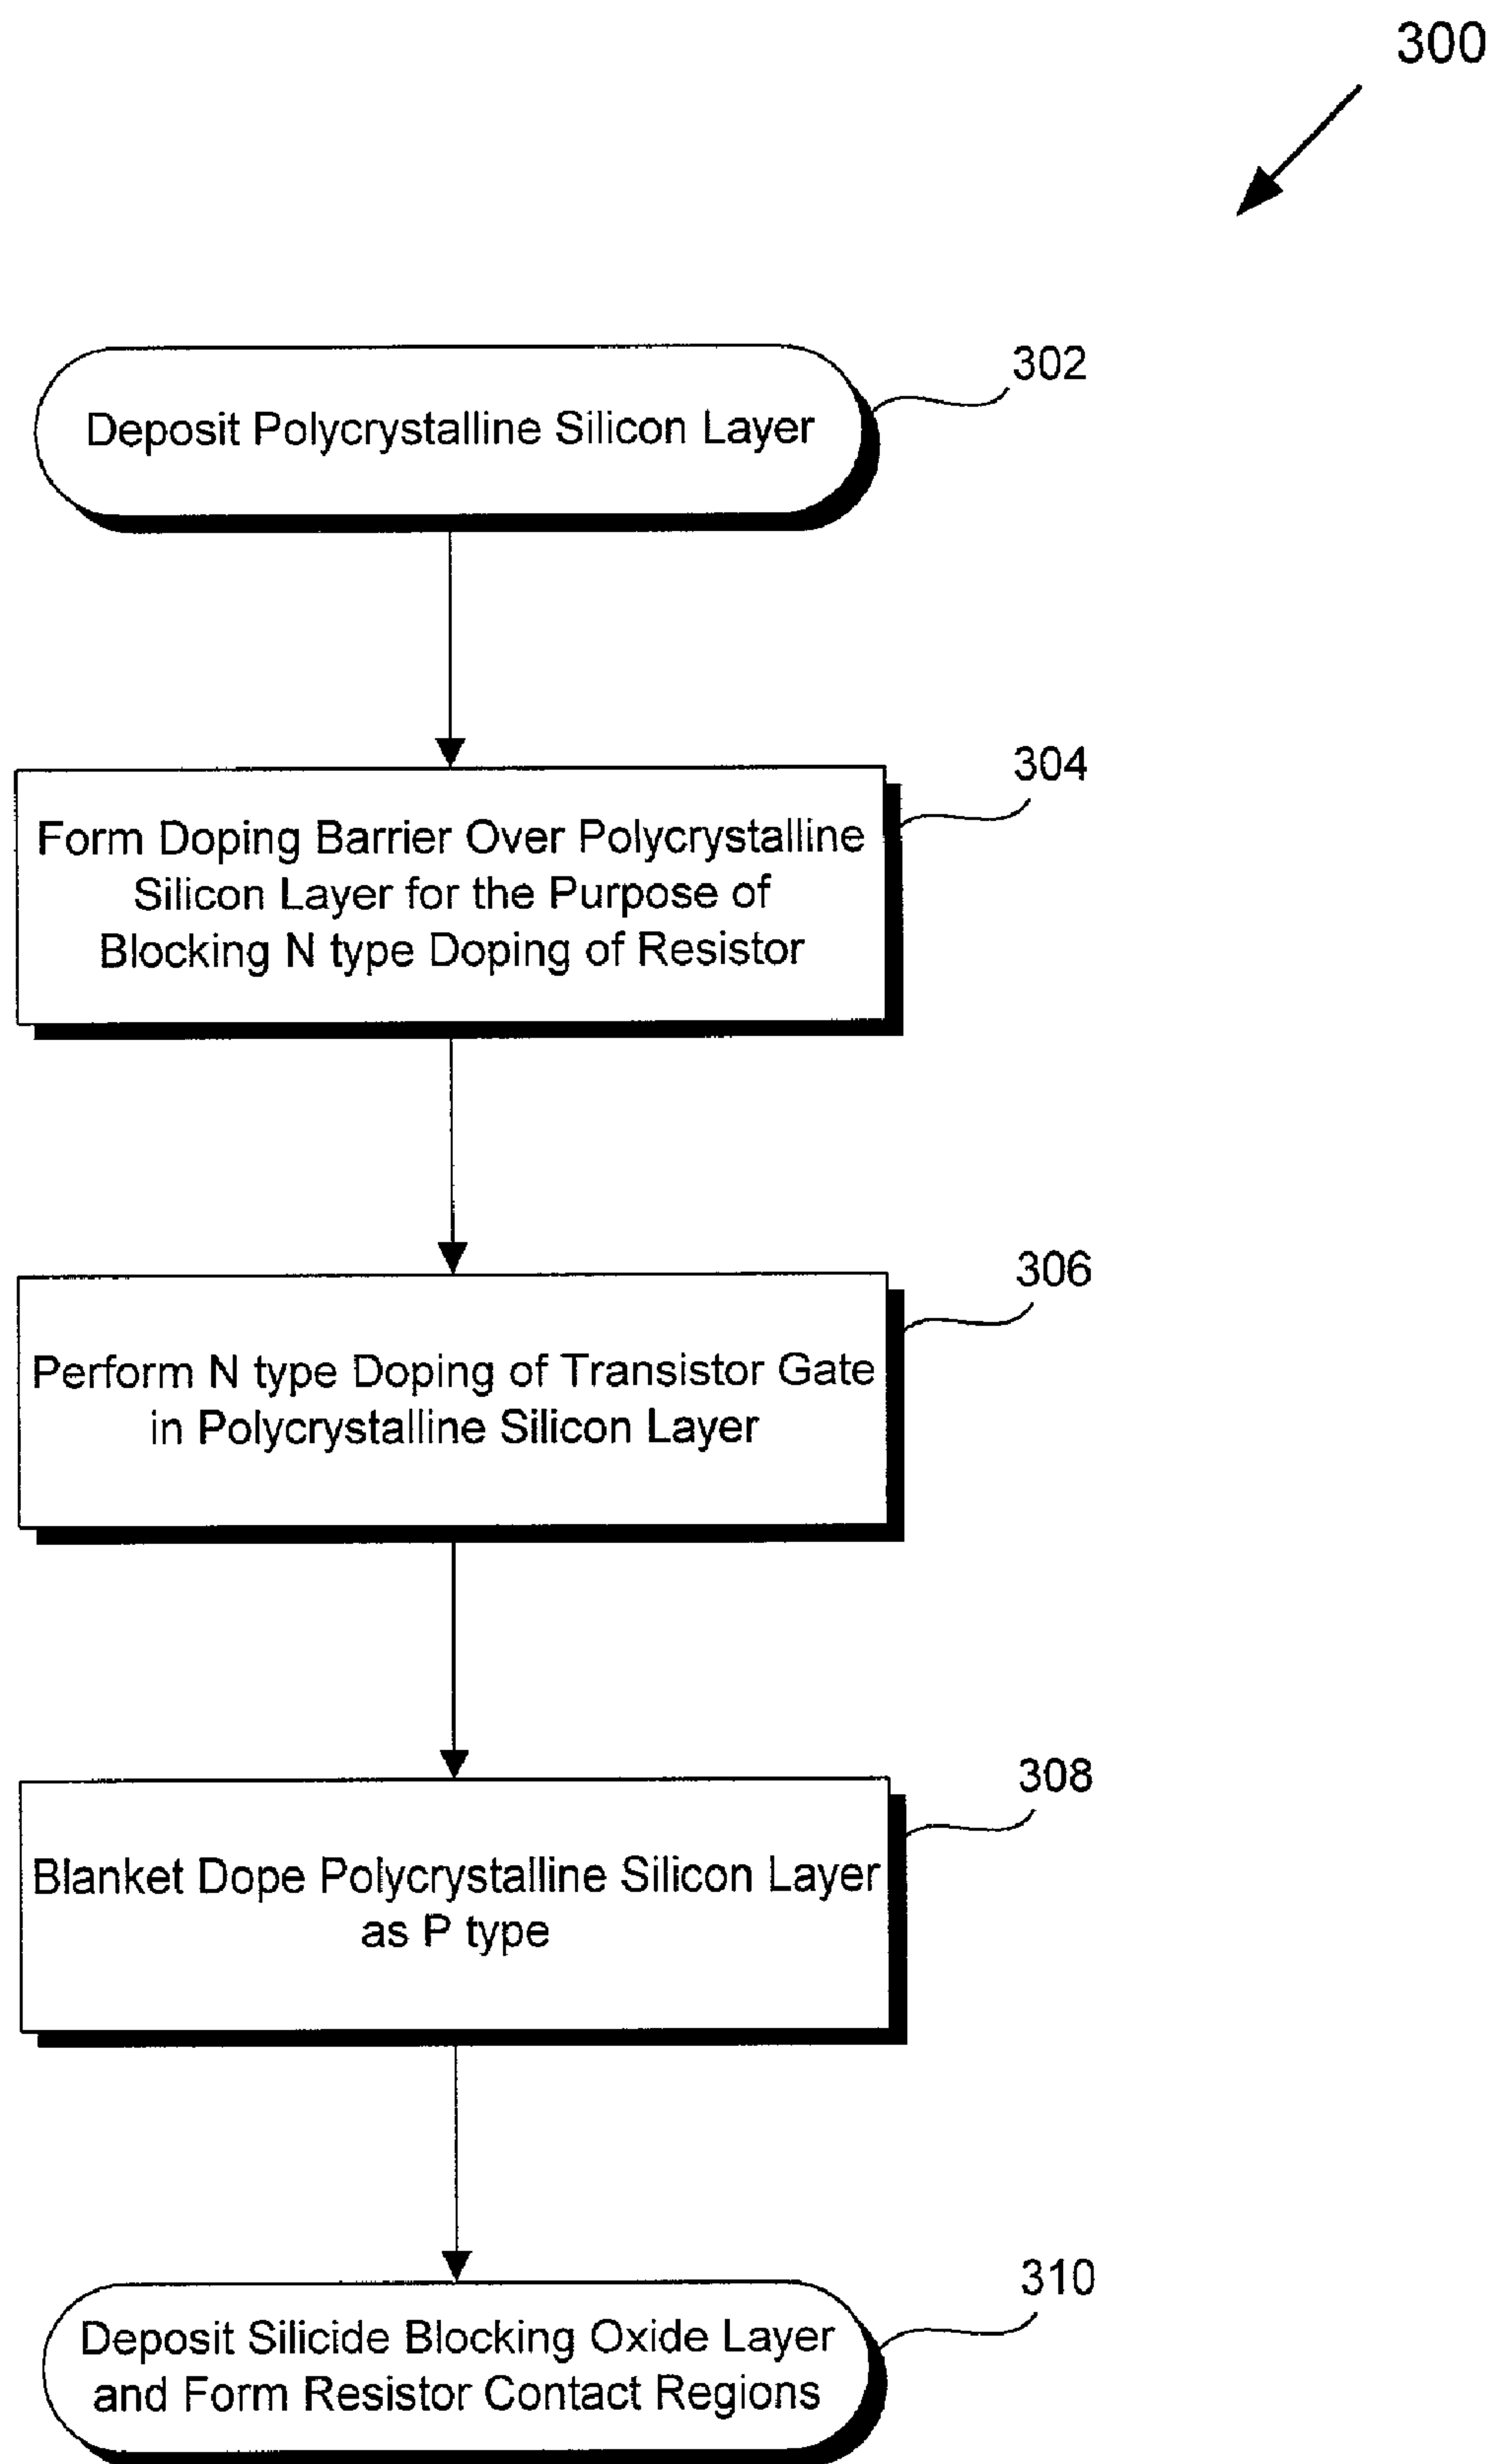 300
302
Deposit Polycrystalline Silicon Layer
304
Form Doping Barrier Over Polycrystalline
Silicon Layer for the Purpose of
Blocking N type Doping of Resistor
306
Perform N type Doping of Transistor Gate
in Polycrystalline Silicon Layer
308
Blanket Dope Polycrystalline Silicon Layer
as P type
310
Deposit Silicide Blocking Oxide Layer
and Form Resistor Contact Regions